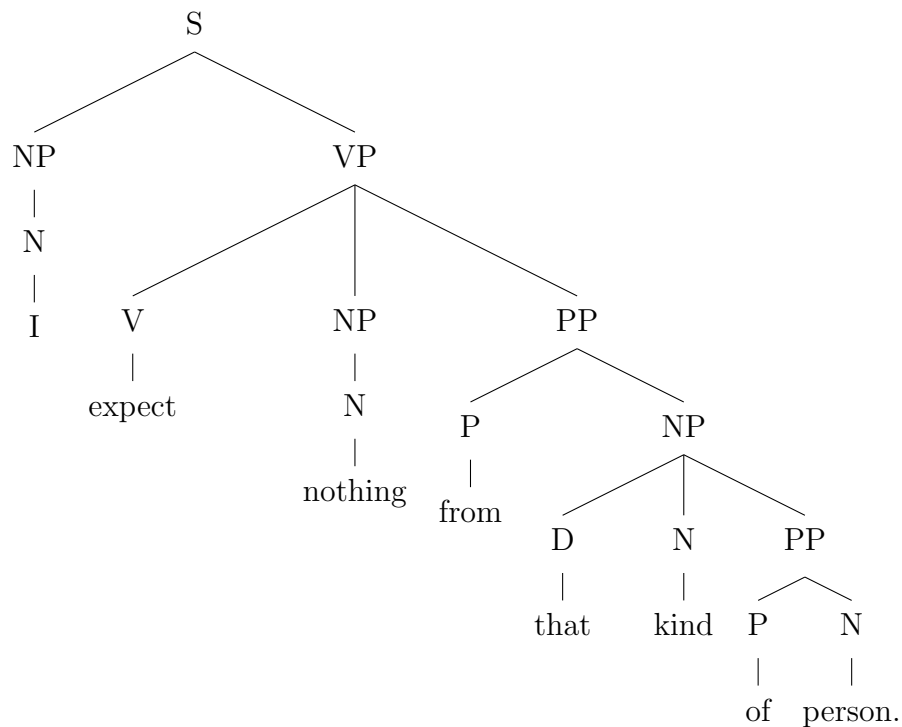 S
NP VP
N
I V NP PP
expect N P NP
nothing from
D N PP
that kind P N
of person.